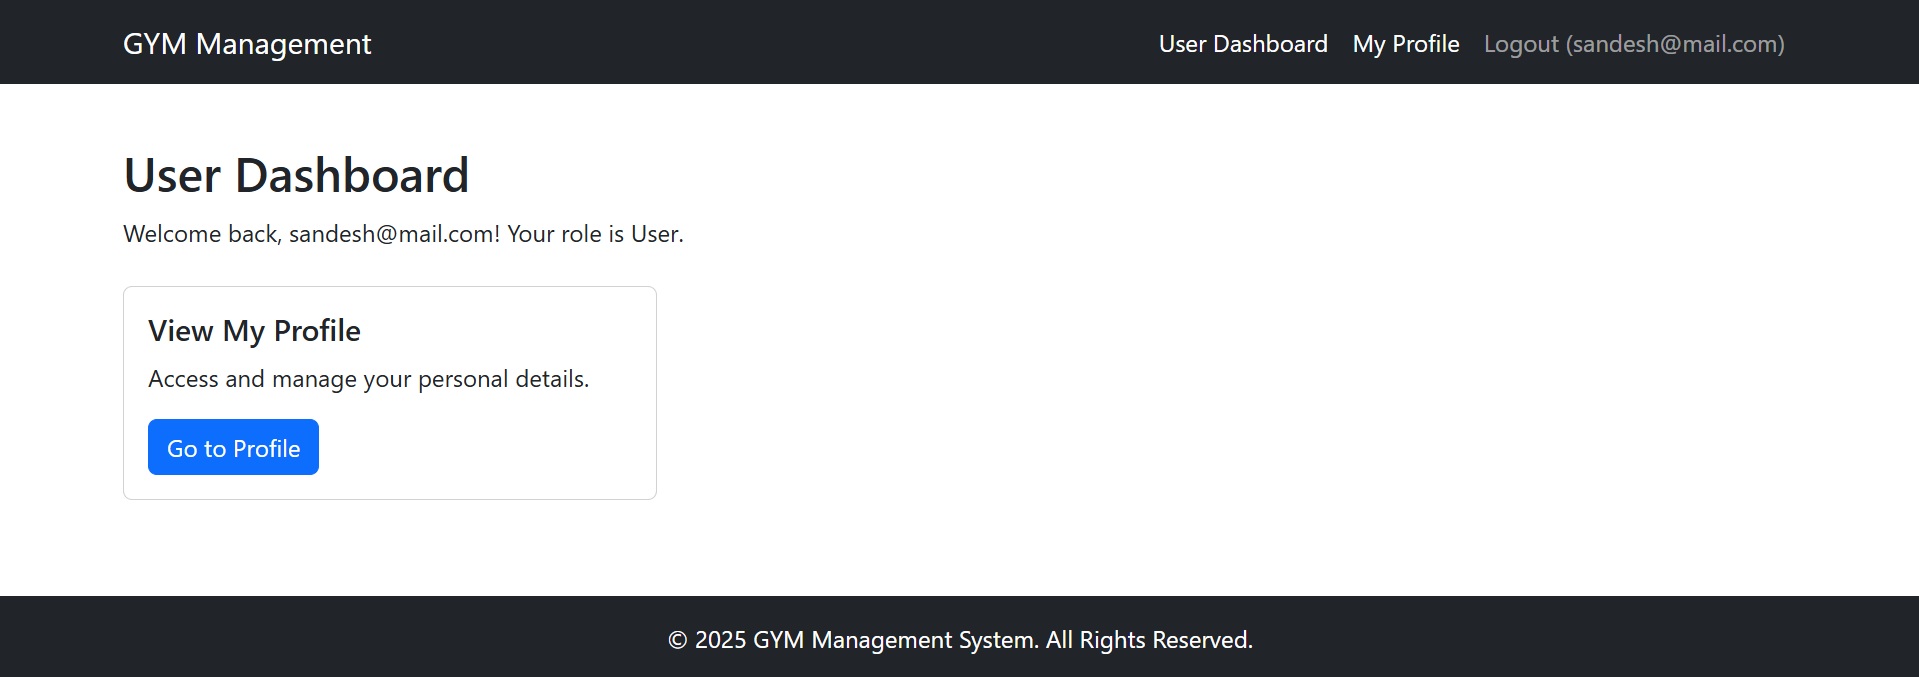 GYM Management
User Dashboard My Profile Logout (sandesh@mail.com)
User Dashboard
Welcome back, sandesh@mail.com! Your role is User.
View My Profile
Access and manage your personal details.
Go to Profile
© 2025 GYM Management System. All Rights Reserved.